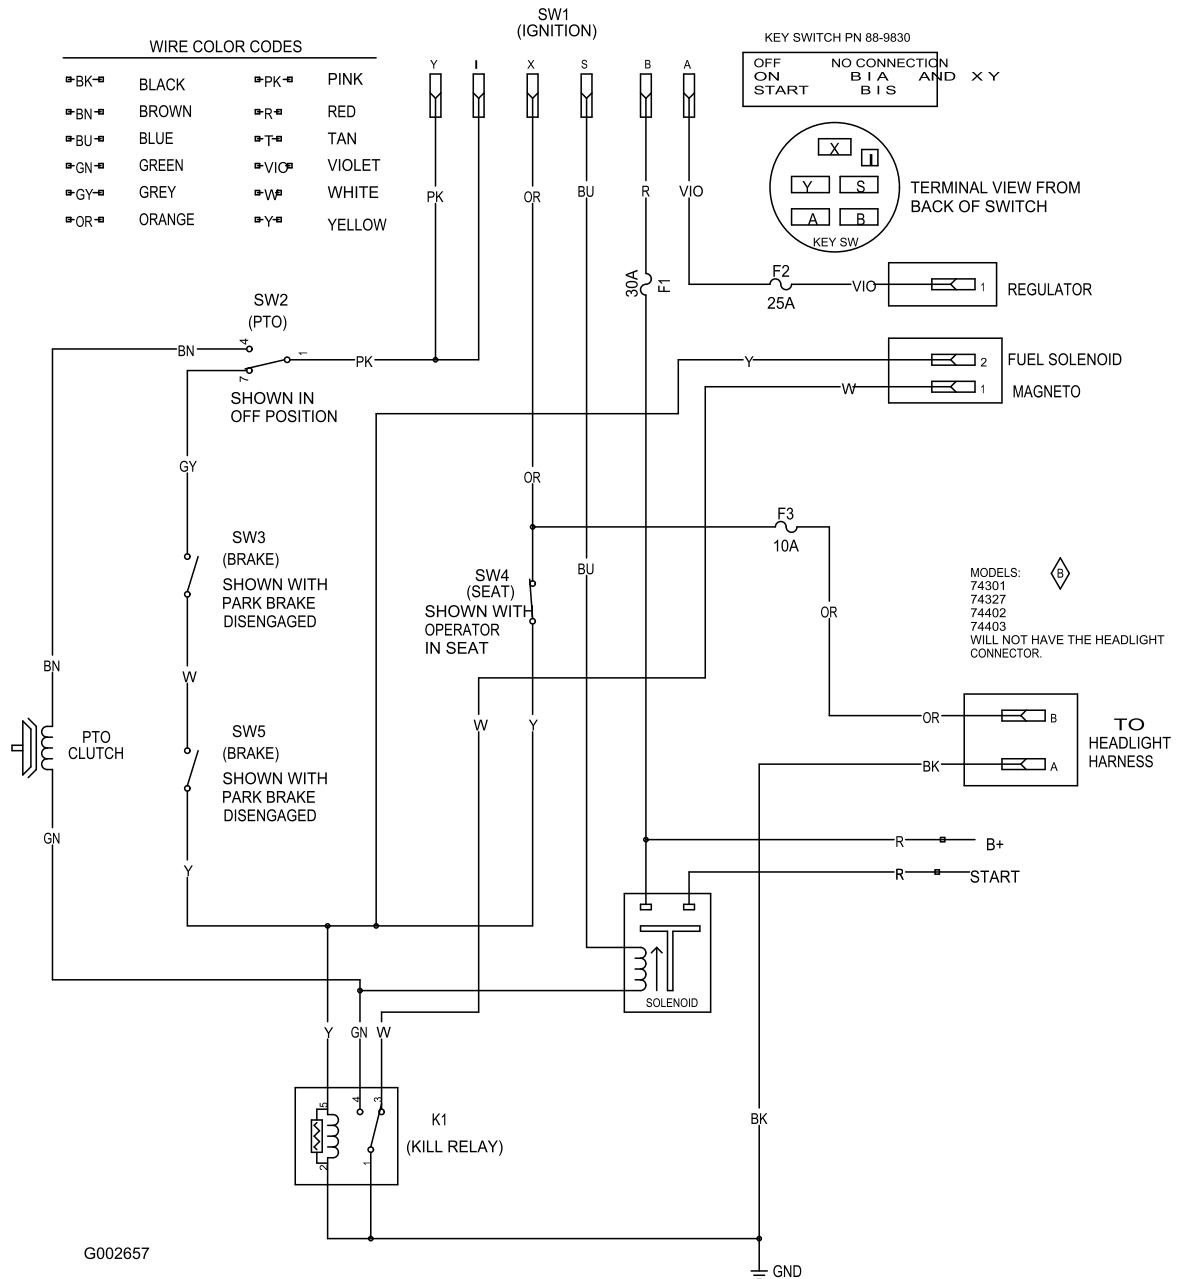 SW1
(IGNITION)
WIRE COLOR CODES
BK BLACK PK PINK
BN BROWN R RED
BU BLUE T TAN
GN GREEN VIO VIOLET
GY GREY W WHITE
OR ORANGE Y YELLOW
Y I X S B A
KEY SWITCH PN 88-9830
OFF NO CONNECTION
ON B I A AND X Y
START B I S
X
I
Y S
A B
KEY SW
TERMINAL VIEW FROM
BACK OF SWITCH
PK OR BU R VIO
30A F1
F2
25A
VIO
1
REGULATOR
SW2
(PTO)
BN
4
1
7
PK
SHOWN IN
OFF POSITION
Y
2
FUEL SOLENOID
W
1
MAGNETO
GY
OR
F3
10A
SW3
(BRAKE)
SHOWN WITH
PARK BRAKE
DISENGAGED
SW4
(SEAT)
SHOWN WITH
OPERATOR
IN SEAT
BU
OR
MODELS:
B
74301
74327
74402
74403
WILL NOT HAVE THE HEADLIGHT
CONNECTOR.
BN
W
W
Y
SW5
(BRAKE)
SHOWN WITH
PARK BRAKE
DISENGAGED
PTO
CLUTCH
OR
B
BK
A
TO
HEADLIGHT
HARNESS
GN
Y
R
B+
R
START
SOLENOID
Y GN W
5 4 3
2 1
K1
(KILL RELAY)
BK
G002657
GND